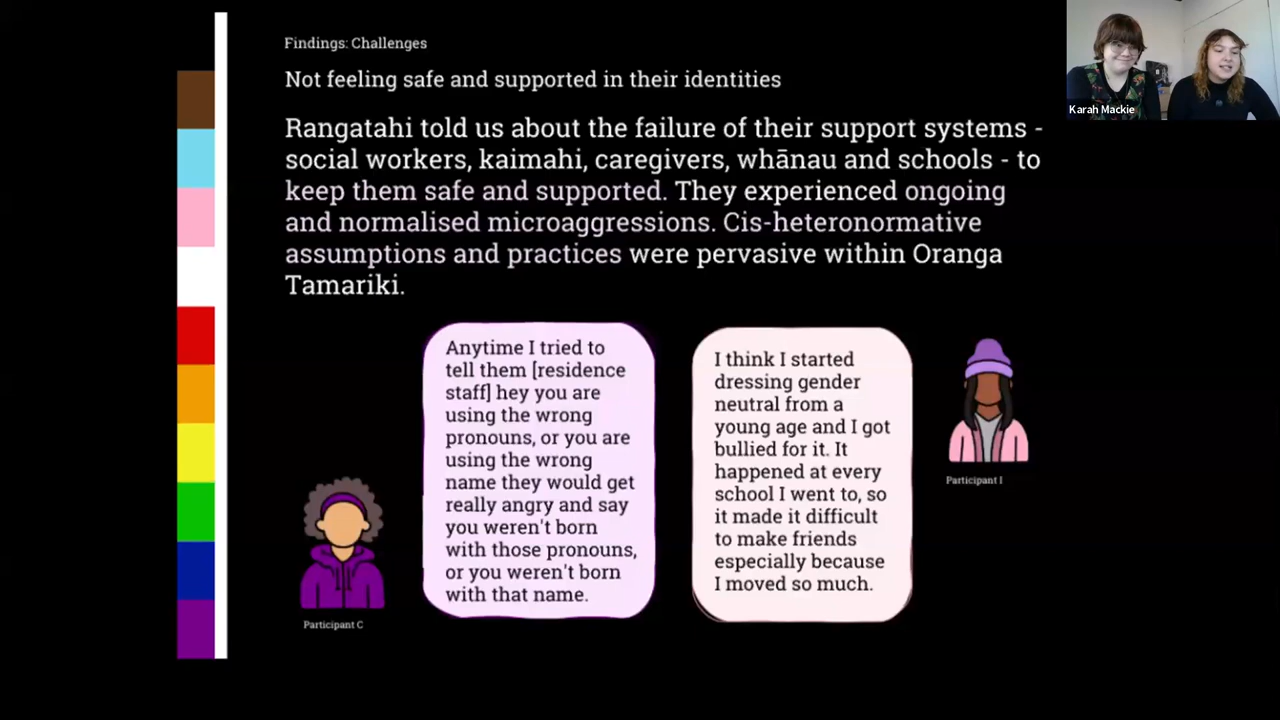 Findings: Challenges
Not feeling safe and supported in their identities
Rangatahi told us about the failure of their support systems -
social workers, kaimahi, caregivers, whānau and schools - to
keep them safe and supported. They experienced ongoing
and normalised microaggressions. Cis-heteronormative
assumptions and practices were pervasive within Oranga
Tamariki.
Anytime I tried to
tell them [residence
staff] hey you are
using the wrong
pronouns, or you are
using the wrong
name they would get
really angry and say
you weren't born
with those pronouns,
or you weren't born
with that name.
Participant C
I think I started
dressing gender
neutral from a
young age and I got
bullied for it. It
happened at every
school I went to, so
it made it difficult
to make friends
especially because
I moved so much.
Participant I
Karah Mackie